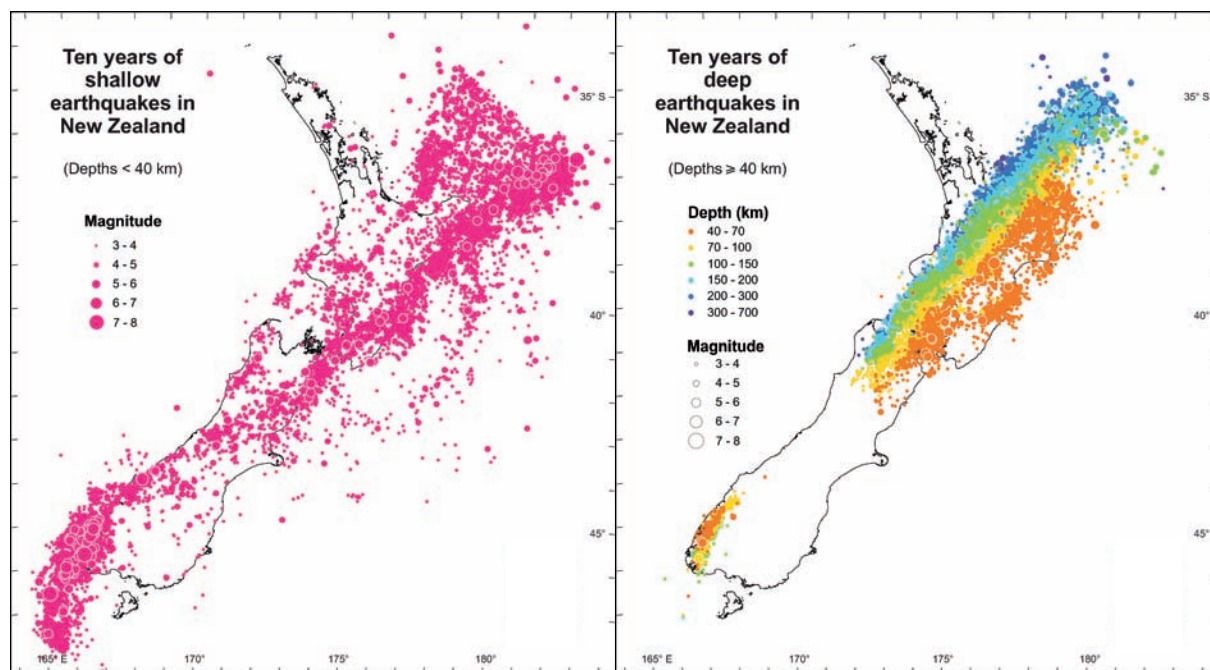 Ten years of
shallow
earthquakes in
New Zealand
(Depths < 40 km)
Magnitude
3 - 4
4 - 5
5 - 6
6 - 7
7 - 8
35° S
40°
45°
165° E
170
175
180
Ten years of
deep
earthquakes in
New Zealand
(Depths ≥ 40 km)
Depth (km)
40 - 70
70 - 100
100 - 150
150 - 200
200 - 300
300 - 700
Magnitude
3 - 4
4 - 5
5 - 6
6 - 7
7 - 8
35° S
40°
45°
165° E
170
175
180